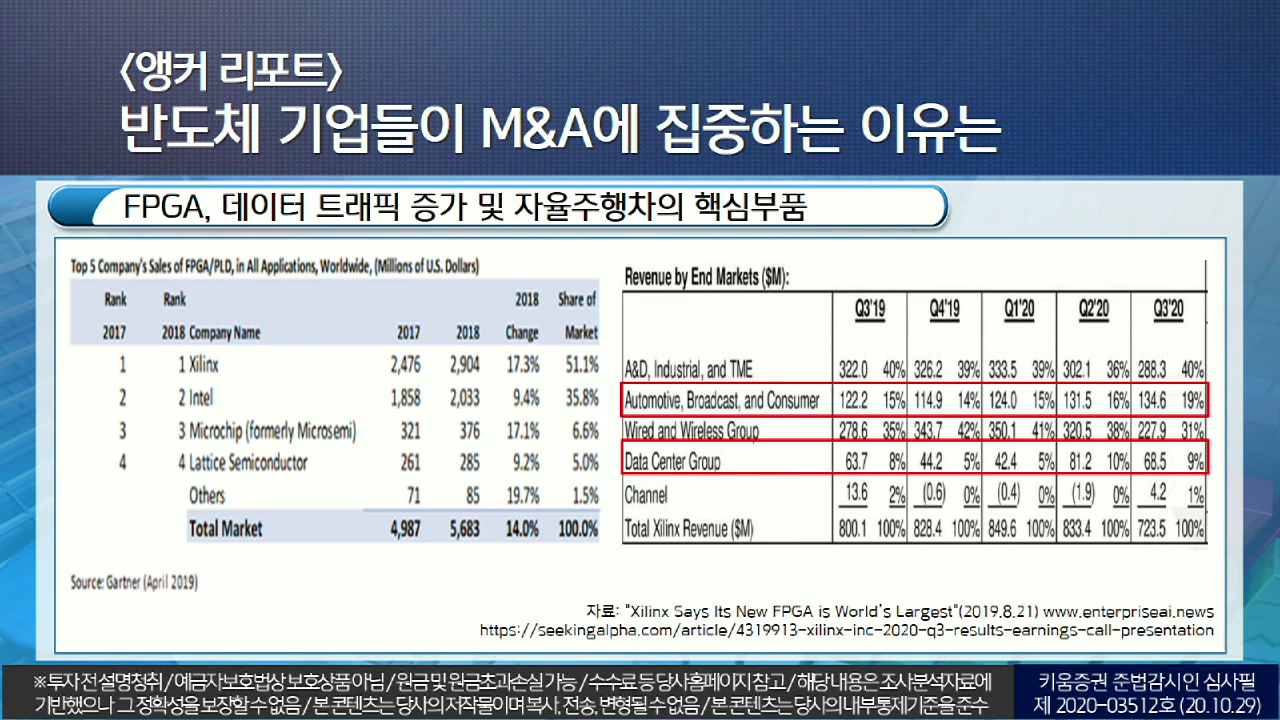 〈앵커 리포트〉
반도체 기업들이 M&A에 집중하는 이유는
FPGA, 데이터 트래픽 증가 및 자율주행차의 핵심부품
Top 5 Company's Sales of FPGA/PLD, in All Applications, Worldwide, (Millions of U.S. Dollars)
Rank Rank 2018 Share of
2017 2018 Company Name 2017 2018 Change Market
1 1 Xilinx 2,476 2,904 17.3% 51.1%
2 2 Intel 1,858 2,033 9.4% 35.8%
3 3 Microchip (formerly Microsemi) 321 376 17.1% 6.6%
4 4 Lattice Semiconductor 261 285 9.2% 5.0%
Others 71 85 19.7% 1.5%
Total Market 4,987 5,683 14.0% 100.0%
Source: Gartner (April 2019)
Revenue by End Markets ($M):
Q3'19 Q4'19 Q1'20 Q2'20 Q3'20
A&D, Industrial, and TME 322.0 40% 326.2 39% 333.5 39% 302.1 36% 288.3 40%
Automotive, Broadcast, and Consumer 122.2 15% 114.9 14% 124.0 15% 131.5 16% 134.6 19%
Wired and Wireless Group 278.6 35% 343.7 42% 350.1 41% 320.5 38% 227.9 31%
Data Center Group 63.7 8% 44.2 5% 42.4 5% 81.2 10% 68.5 9%
Channel 13.6 2% (0.6) 0% (0.4) 0% (1.9) 0% 4.2 1%
Total Xilinx Revenue ($M) 800.1 100% 828.4 100% 849.6 100% 833.4 100% 723.5 100%
자료: "Xilinx Says Its New FPGA is World's Largest"(2019.8.21) www.enterpriseai.news
https://seekingalpha.com/article/4319913-xilinx-inc-2020-q3-results-earnings-call-presentation
※ 투자 전 설명청취 / 예금자보호법상 보호상품 아님 / 원금 및 원금초과손실 가능 / 수수료 등 당사홈페이지 참고 / 해당 내용은 조사분석자료에
기반했으나 그 정확성을 보장할 수 없음 / 본 콘텐츠는 당사의 저작물이며 복사, 전송, 변형될 수 없음 / 본 콘텐츠는 당사의 내부통제기준을 준수
키움증권 준법감시인 심사필
제 2020-03512호 (20.10.29)